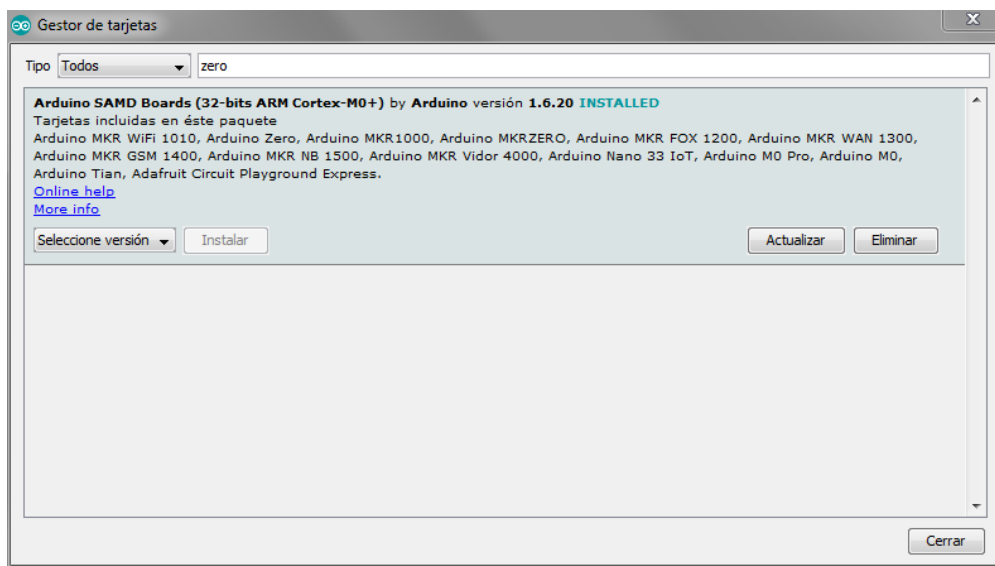 Gestor de tarjetas
Tipo Todos zero
Arduino SAMD Boards (32-bits ARM Cortex-M0+) by Arduino versión 1.6.20 INSTALLED
Tarjetas incluidas en éste paquete
Arduino MKR WiFi 1010, Arduino Zero, Arduino MKR1000, Arduino MKRZERO, Arduino MKR FOX 1200, Arduino MKR WAN 1300,
Arduino MKR GSM 1400, Arduino MKR NB 1500, Arduino MKR Vidor 4000, Arduino Nano 33 IoT, Arduino M0 Pro, Arduino M0,
Arduino Tian, Adafruit Circuit Playground Express.
Online help
More info
Seleccione versión Instalar Actualizar Eliminar
Cerrar